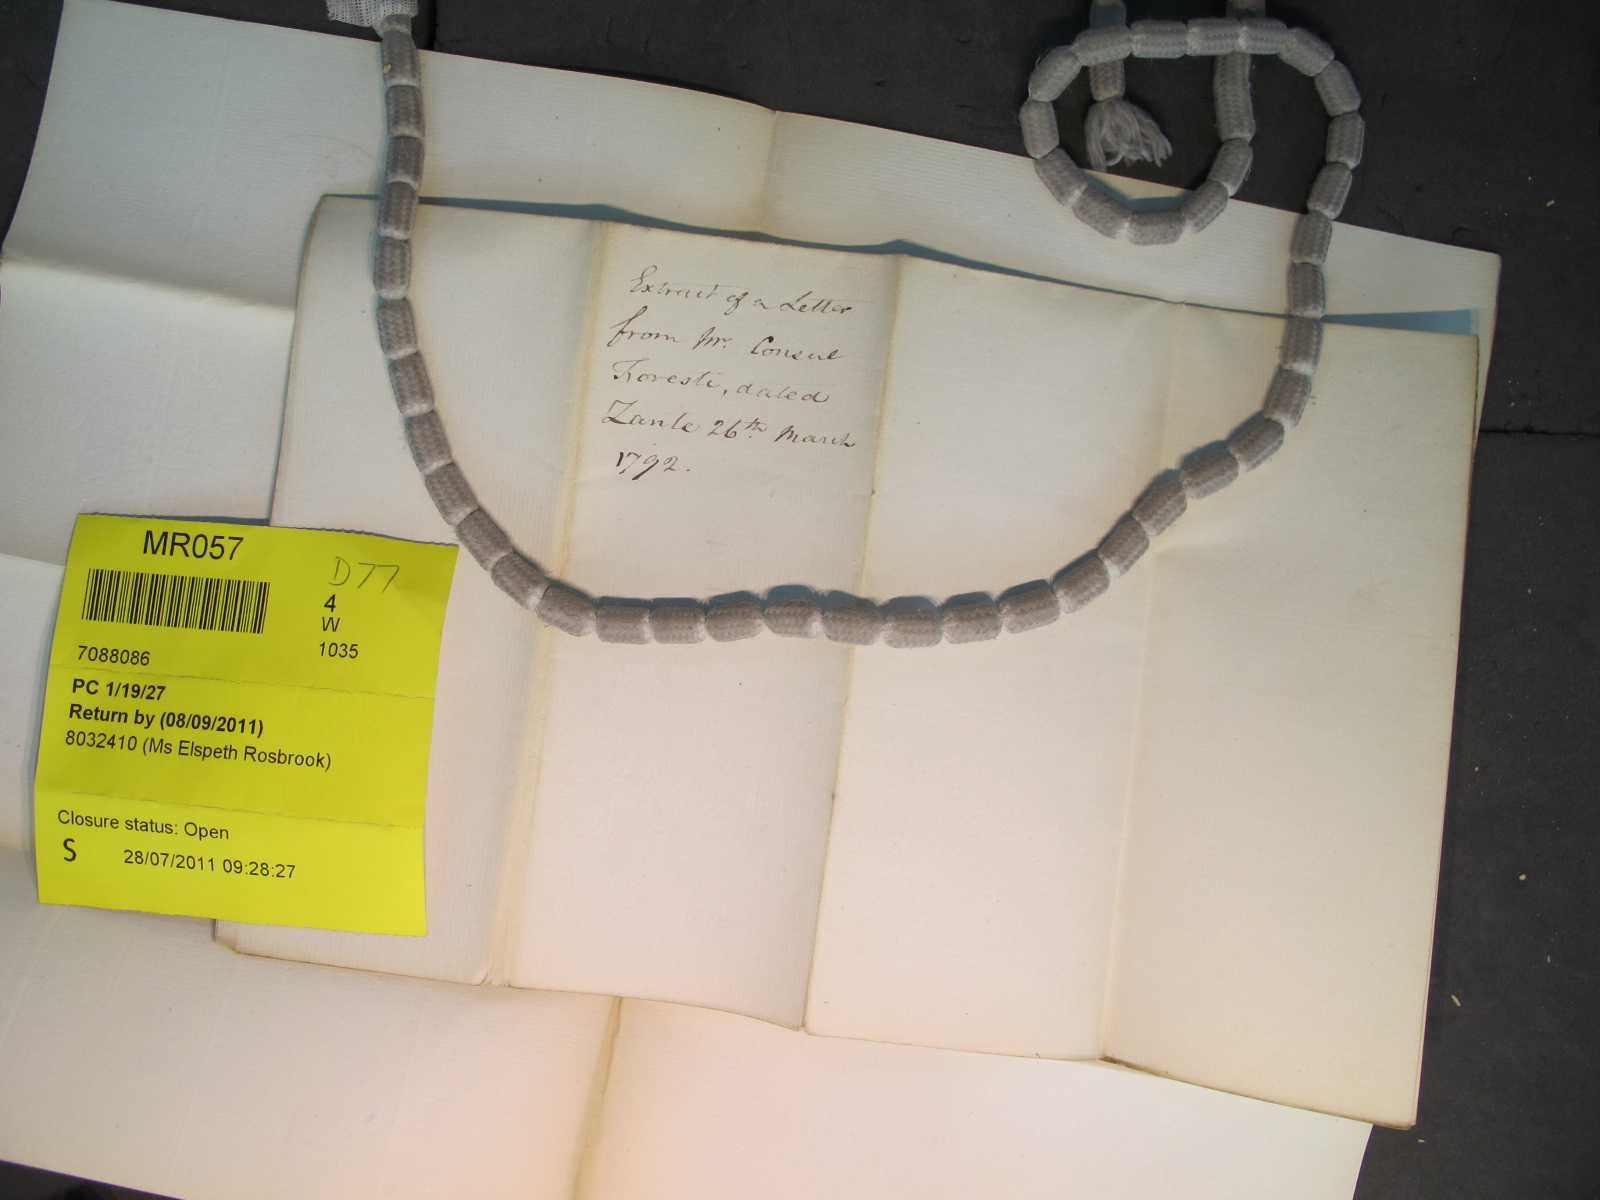 Extract of a Letter
from Mr. Consul
Foresti, dated
Zante 26th March
1792.
MR057
D77
4
W
1035
7088086
PC 1/19/27
Return by (08/09/2011)
8032410 (Ms Elspeth Rosbrook)
Closure status: Open
S 28/07/2011 09:28:27